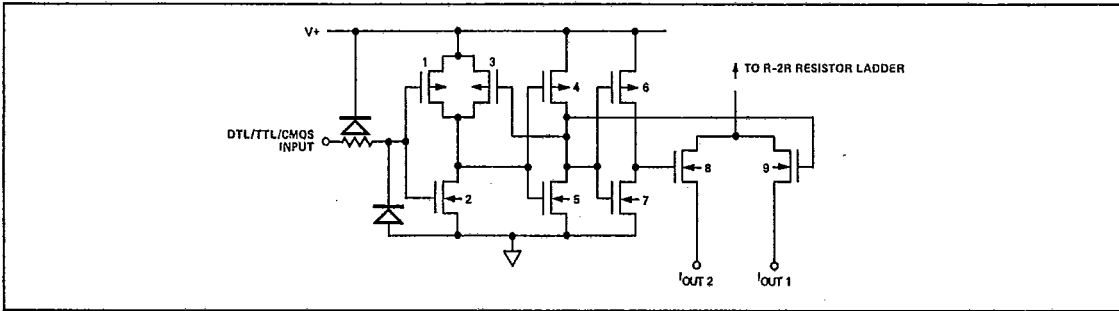 V+
1
3
4
6
TO R-2R RESISTOR LADDER
DTL/TTL/CMOS
INPUT
2
5
7
8
9
IOUT 2
IOUT 1